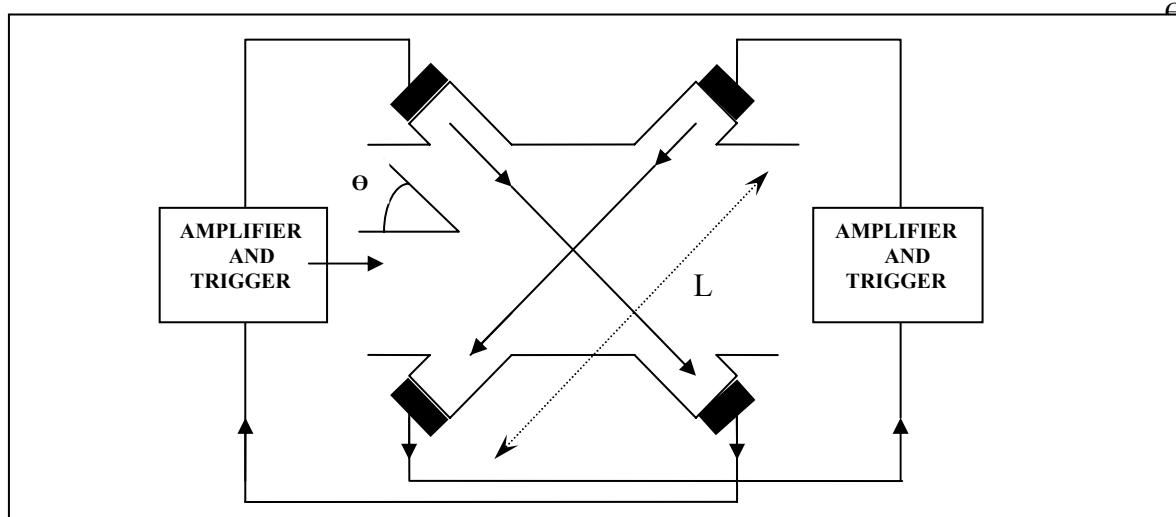 Ө
AMPLIFIER
AND
TRIGGER
AMPLIFIER
AND
TRIGGER
L